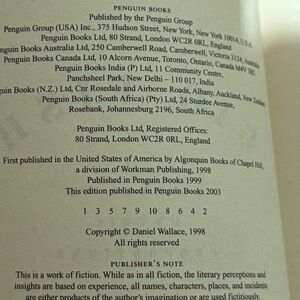 PENGUIN BOOKS
Published by the Penguin Group
Penguin Group (USA) Inc., 375 Hudson Street, New York, New York 10014, U.S.A.
Penguin Books Ltd, 80 Strand, London WC2R 0RL, England
Penguin Books Australia Ltd, 250 Camberwell Road, Camberwell, Victoria 3124, Australia
Penguin Books Canada Ltd, 10 Alcorn Avenue, Toronto, Ontario, Canada M4V 3B2
Penguin Books India (P) Ltd, 11 Community Centre,
Panchsheel Park, New Delhi – 110 017, India
Penguin Books (N.Z.) Ltd, Cnr Rosedale and Airborne Roads, Albany, Auckland, New Zealand
Penguin Books (South Africa) (Pty) Ltd, 24 Sturdee Avenue,
Rosebank, Johannesburg 2196, South Africa
Penguin Books Ltd, Registered Offices:
80 Strand, London WC2R 0RL, England
First published in the United States of America by Algonquin Books of Chapel Hill,
a division of Workman Publishing, 1998
Published in Penguin Books 1999
This edition published in Penguin Books 2003
1 3 5 7 9 10 8 6 4 2
Copyright © Daniel Wallace, 1998
All rights reserved
PUBLISHER'S NOTE
This is a work of fiction. While as in all fiction, the literary perceptions and
insights are based on experience, all names, characters, places, and incidents
are either products of the author's imagination or are used fictitiously.